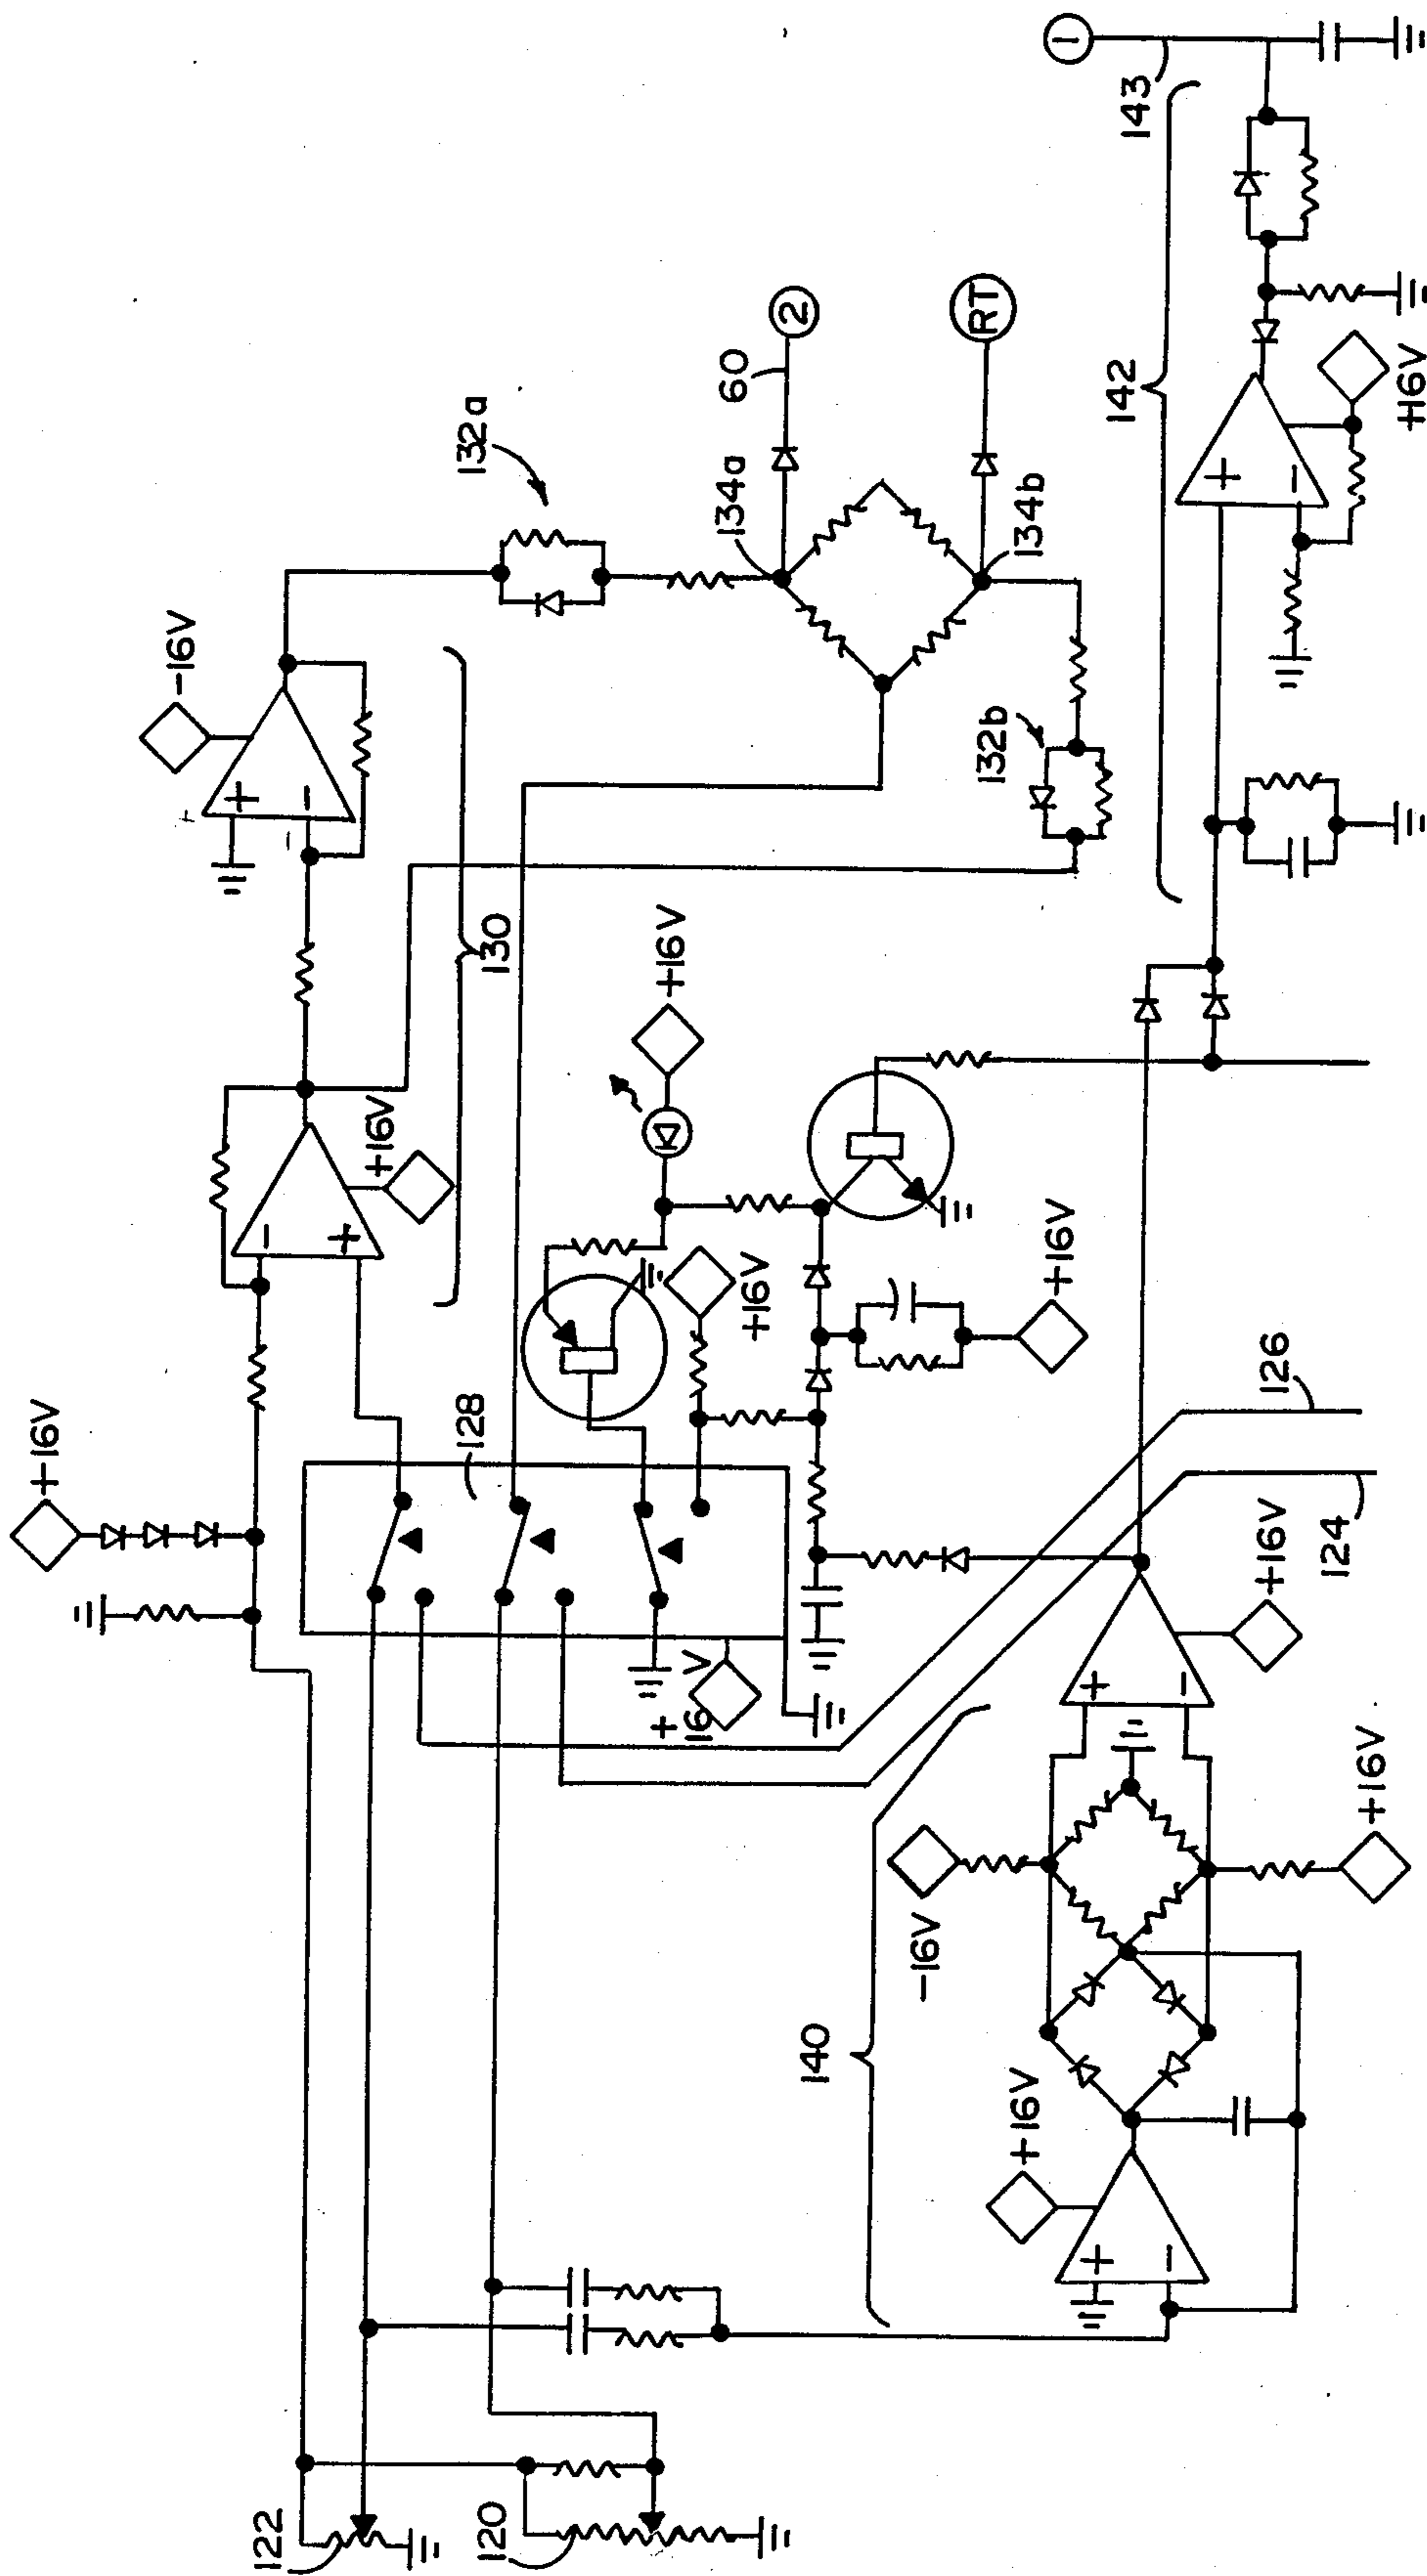 1
143
142
+16V
2
60
RT
134a
134b
132a
132b
-16V
+
-
130
+16V
+
-
+16V
+16V
128
+16V
+16V
+16V
126
124
+16V
+
-
+16V
-16V
140
+16V
+
-
+
-
122
120